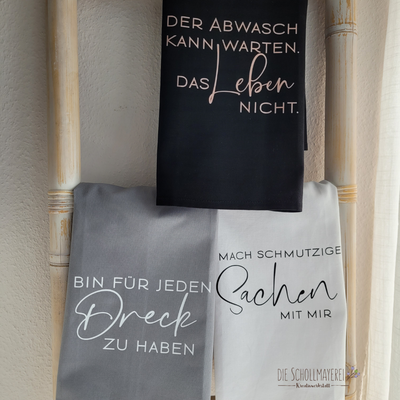 DER ABWASCH
KANN WARTEN.
DAS Leben
NICHT.
BIN FÜR JEDEN
Dreck
ZU HABEN
MACH SCHMUTZIGE
Sachen
MIT MIR
DIE SCHOLLMAYEREI
Kreativwerkstatt